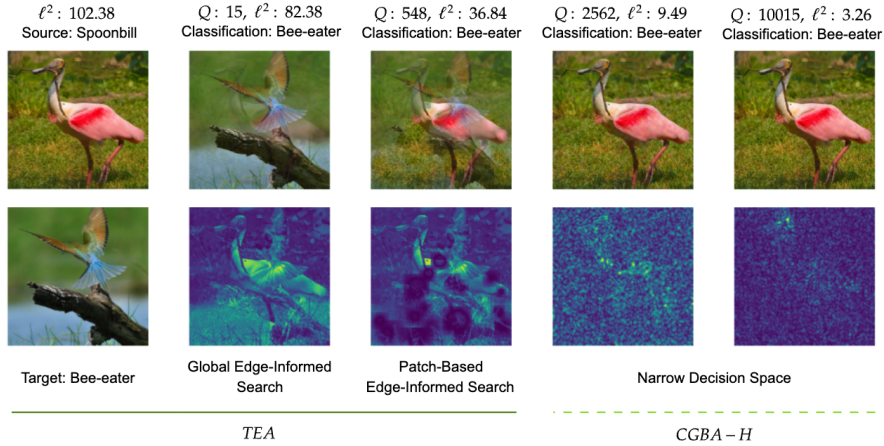 ℓ² : 102.38
Source: Spoonbill
Q : 15, ℓ² : 82.38
Classification: Bee-eater
Q : 548, ℓ² : 36.84
Classification: Bee-eater
Q : 2562, ℓ² : 9.49
Classification: Bee-eater
Q : 10015, ℓ² : 3.26
Classification: Bee-eater
Target: Bee-eater
Global Edge-Informed
Search
Patch-Based
Edge-Informed Search
Narrow Decision Space
TEA
CGBA – H